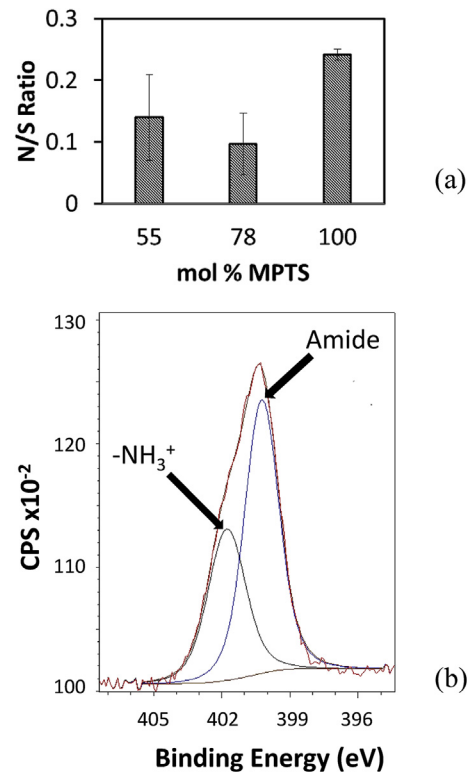 0.3
0.2
0.1
0
N/S Ratio
55 78 100
mol % MPTS
(a)
130
120
110
100
CPS x10-2
Amide
-NH3+
405 402 399 396
Binding Energy (eV)
(b)